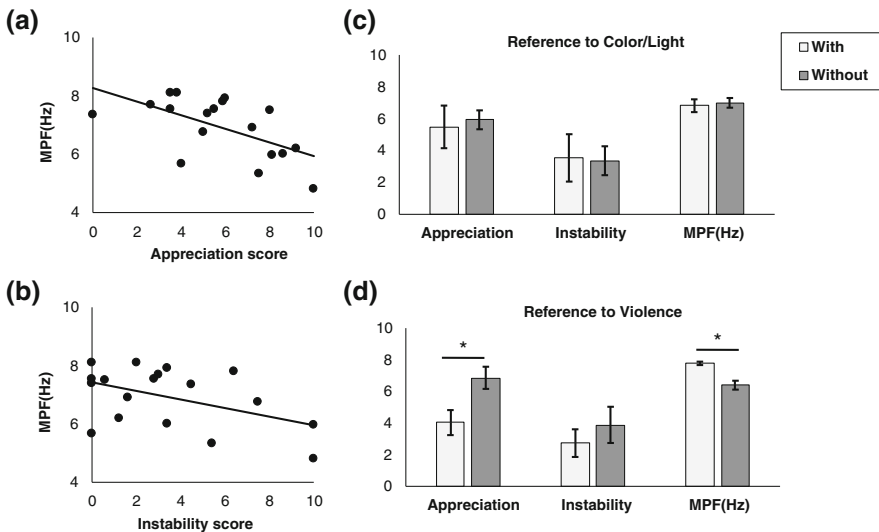 (a)
10
8
6
4
MPF(Hz)
0 2 4 6 8 10
Appreciation score
(b)
10
8
6
4
MPF(Hz)
0 2 4 6 8 10
Instability score
(c)
Reference to Color/Light
With
Without
10
8
6
4
2
0
Appreciation Instability MPF(Hz)
(d)
Reference to Violence
10
8
6
4
2
0
* *
Appreciation Instability MPF(Hz)